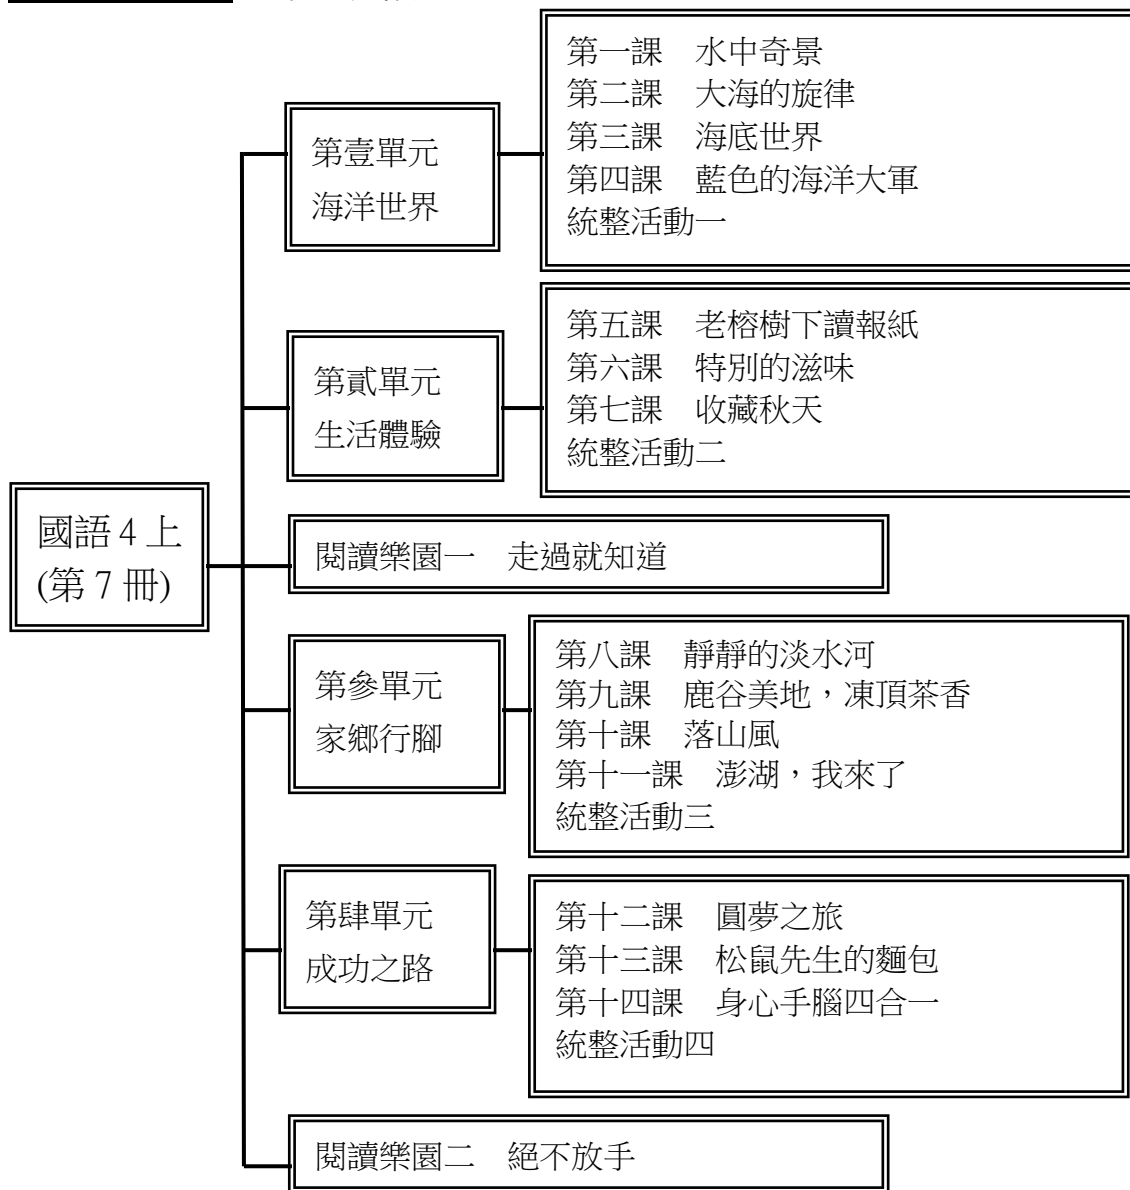 國語 4 上
(第 7 冊)
第壹單元
海洋世界
第一課　水中奇景
第二課　大海的旋律
第三課　海底世界
第四課　藍色的海洋大軍
統整活動一
第貳單元
生活體驗
第五課　老榕樹下讀報紙
第六課　特別的滋味
第七課　收藏秋天
統整活動二
閱讀樂園一　走過就知道
第參單元
家鄉行腳
第八課　靜靜的淡水河
第九課　鹿谷美地，凍頂茶香
第十課　落山風
第十一課　澎湖，我來了
統整活動三
第肆單元
成功之路
第十二課　圓夢之旅
第十三課　松鼠先生的麵包
第十四課　身心手腦四合一
統整活動四
閱讀樂園二　絕不放手